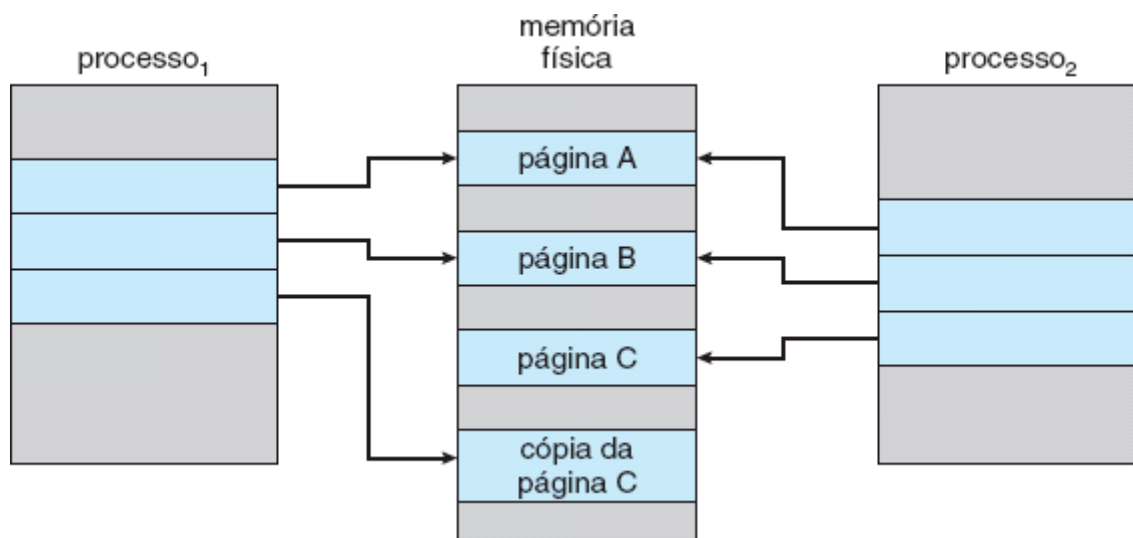 processo₁
memória
física
processo₂
página A
página B
página C
cópia da
página C